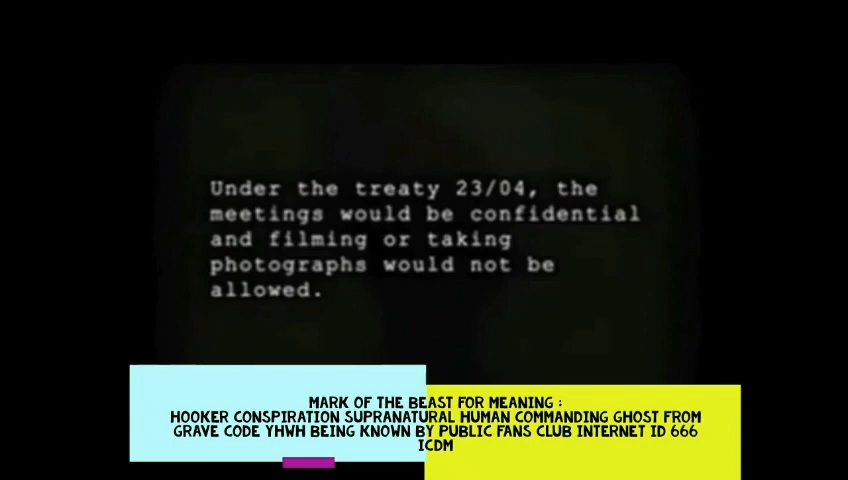 Under the treaty 23/04, the
meetings would be confidential
and filming or taking
photographs would not be
allowed.
MARK OF THE BEAST FOR MEANING :
HOOKER CONSPIRATION SUPRANATURAL HUMAN COMMANDING GHOST FROM
GRAVE CODE YHWH BEING KNOWN BY PUBLIC FANS CLUB INTERNET ID 666
ICDM